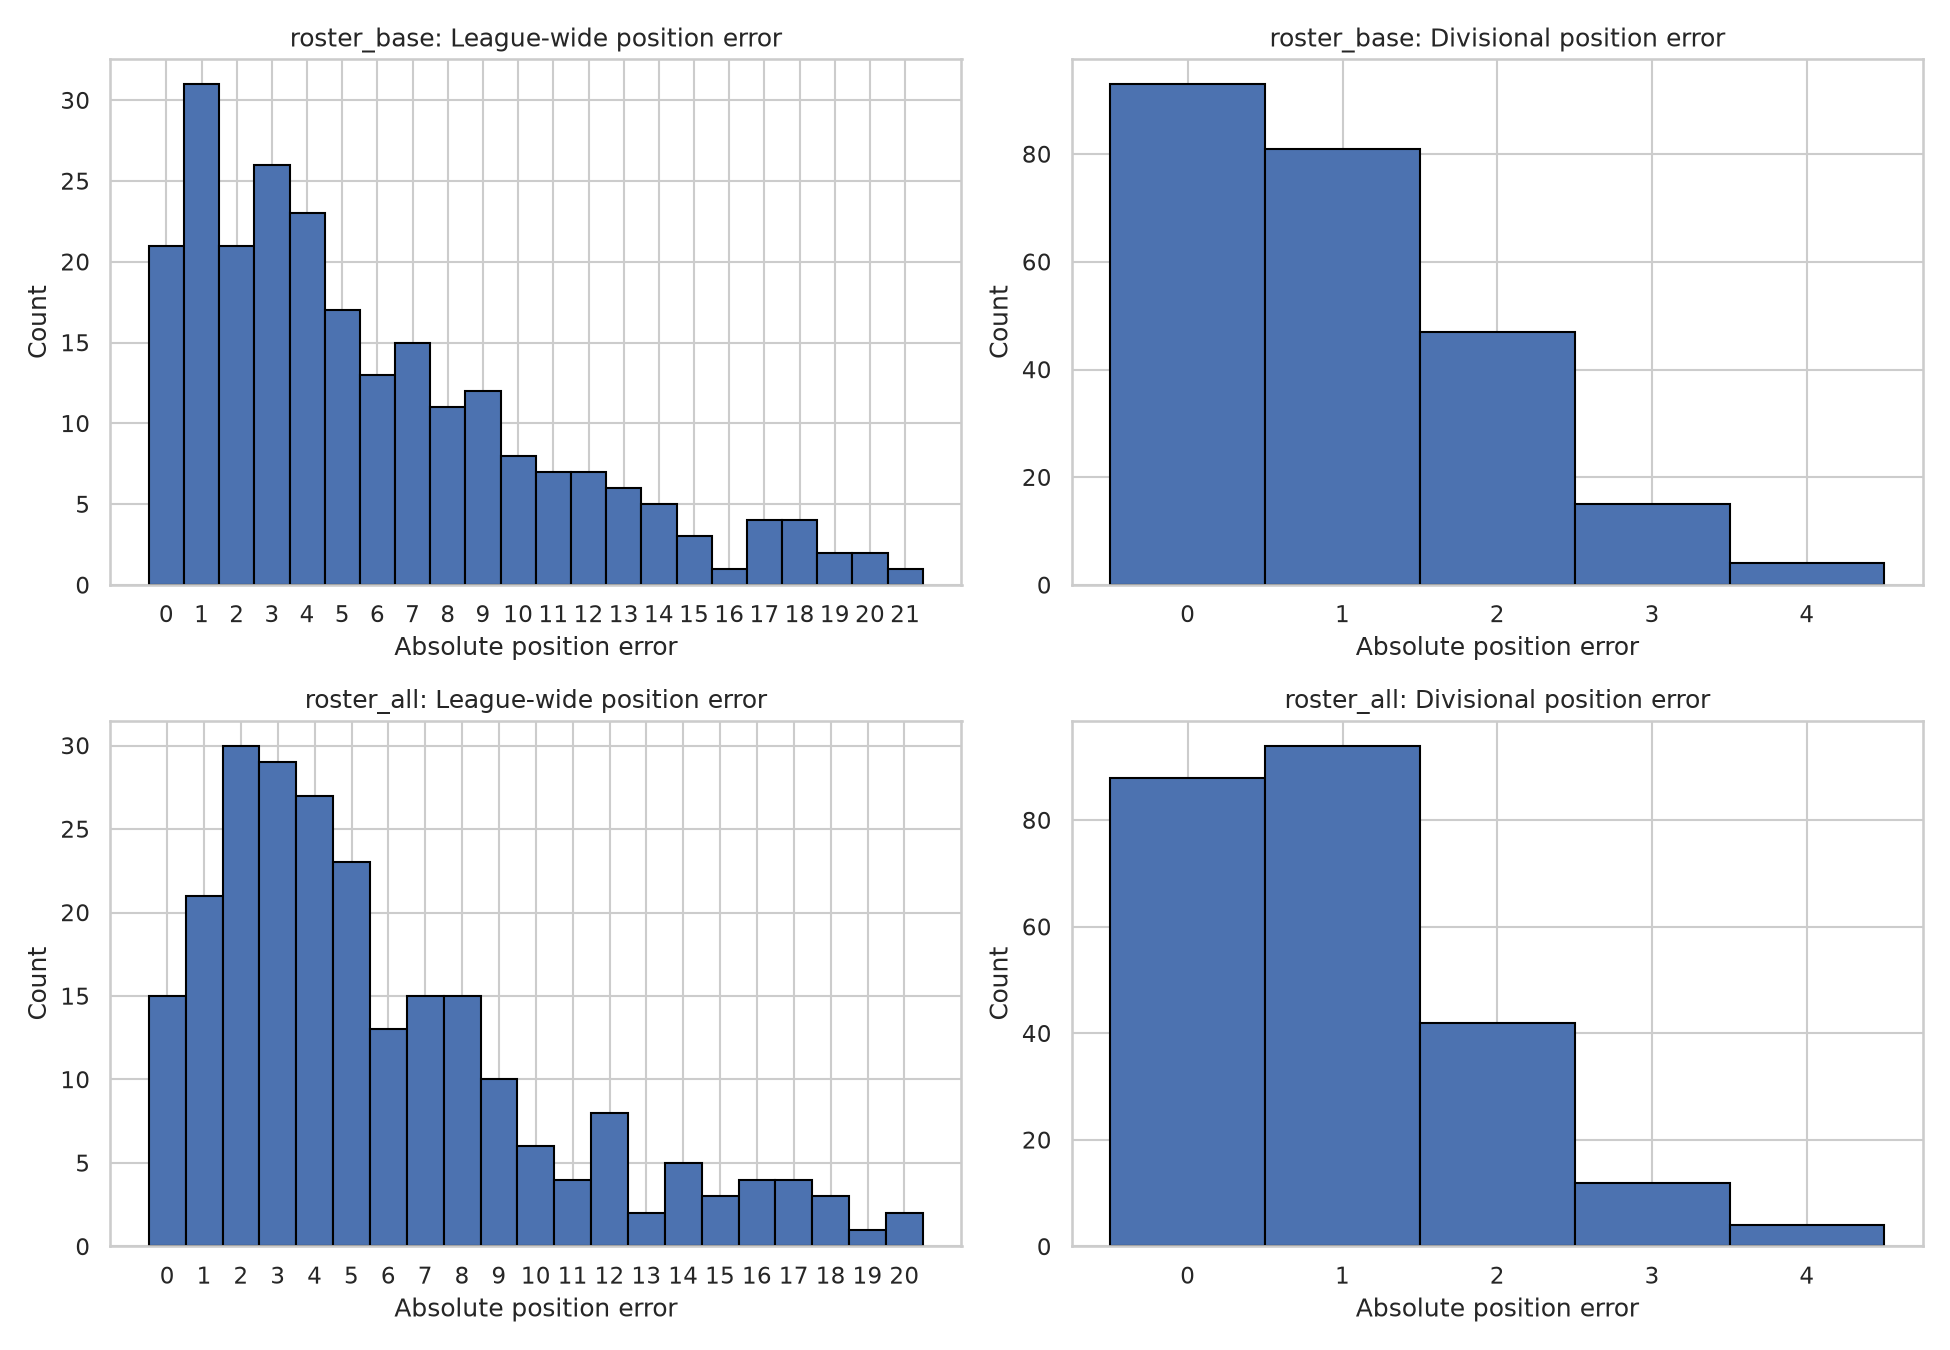 roster_base: League-wide position error
30
25
20
15
10
5
0
Count
0 1 2 3 4 5 6 7 8 9 10 11 12 13 14 15 16 17 18 19 20 21
Absolute position error
roster_base: Divisional position error
80
60
40
20
0
Count
0 1 2 3 4
Absolute position error
roster_all: League-wide position error
30
25
20
15
10
5
0
Count
0 1 2 3 4 5 6 7 8 9 10 11 12 13 14 15 16 17 18 19 20
Absolute position error
roster_all: Divisional position error
80
60
40
20
0
Count
0 1 2 3 4
Absolute position error